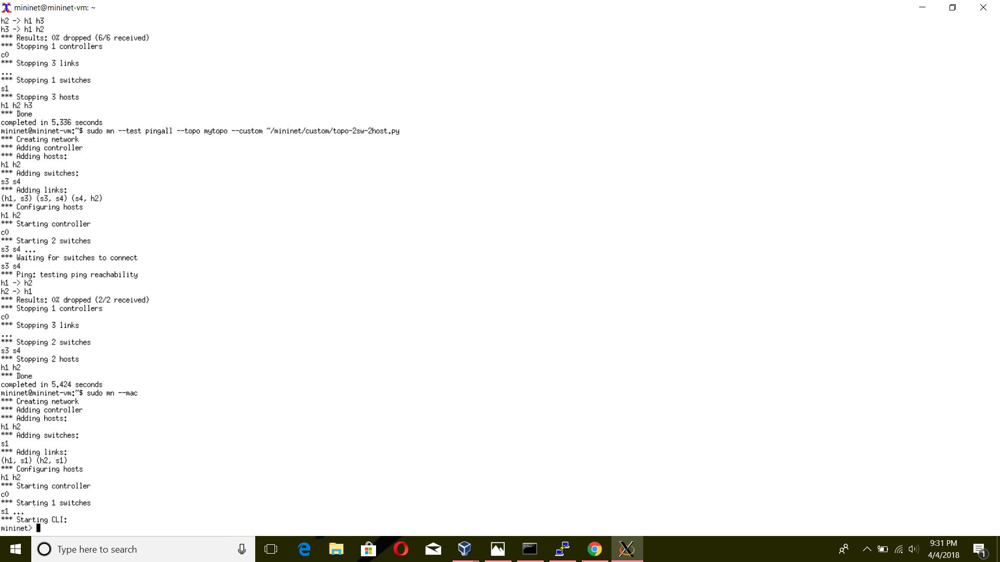 mininet@mininet-vm: ~
h2 -> h1 h3
h3 -> h1 h2
*** Results: 0% dropped (6/6 received)
*** Stopping 1 controllers
c0
*** Stopping 3 links
...
*** Stopping 1 switches
s1
*** Stopping 3 hosts
h1 h2 h3
*** Done
completed in 5.336 seconds
mininet@mininet-vm:~$ sudo mn --test pingall --topo mytopo --custom ~/mininet/custom/topo-2sw-2host.py
*** Creating network
*** Adding controller
*** Adding hosts:
h1 h2
*** Adding switches:
s3 s4
*** Adding links:
(h1, s3) (s3, s4) (s4, h2)
*** Configuring hosts
h1 h2
*** Starting controller
c0
*** Starting 2 switches
s3 s4 ...
*** Waiting for switches to connect
s3 s4
*** Ping: testing ping reachability
h1 -> h2
h2 -> h1
*** Results: 0% dropped (2/2 received)
*** Stopping 1 controllers
c0
*** Stopping 3 links
...
*** Stopping 2 switches
s3 s4
*** Stopping 2 hosts
h1 h2
*** Done
completed in 5.424 seconds
mininet@mininet-vm:~$ sudo mn --mac
*** Creating network
*** Adding controller
*** Adding hosts:
h1 h2
*** Adding switches:
s1
*** Adding links:
(h1, s1) (h2, s1)
*** Configuring hosts
h1 h2
*** Starting controller
c0
*** Starting 1 switches
s1 ...
*** Starting CLI:
mininet>
Type here to search
9:31 PM
4/4/2018
1